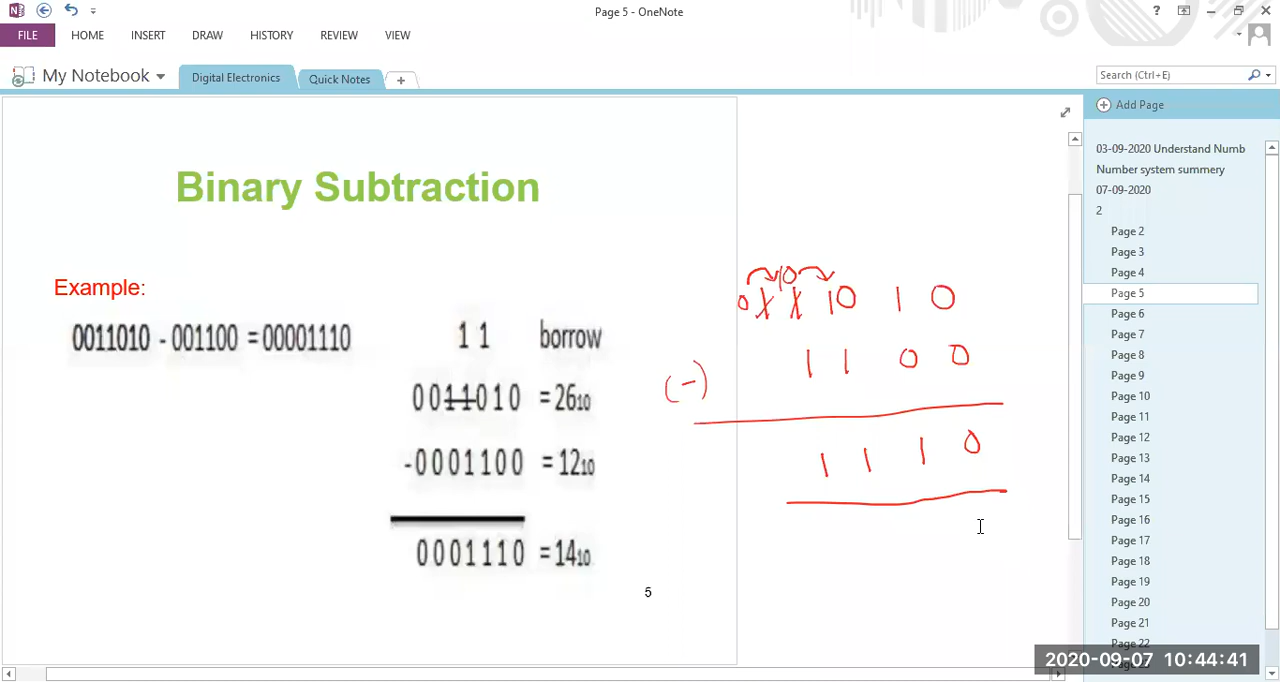 Page 5 - OneNote
?
FILE HOME INSERT DRAW HISTORY REVIEW VIEW
My Notebook Digital Electronics Quick Notes +
Search (Ctrl+E)
Add Page
Binary Subtraction
Example:
0011010 - 001100 = 00001110
1 1 borrow
0011010 = 26₁₀
-0001100 = 12₁₀
0001110 = 14₁₀
5
10
0 1 1 10 1 0
(-) 1 1 0 0
1 1 1 0
03-09-2020 Understand Numb
Number system summery
07-09-2020
2
Page 2
Page 3
Page 4
Page 5
Page 6
Page 7
Page 8
Page 9
Page 10
Page 11
Page 12
Page 13
Page 14
Page 15
Page 16
Page 17
Page 18
Page 19
Page 20
Page 21
Page 22
2020-09-07 10:44:41